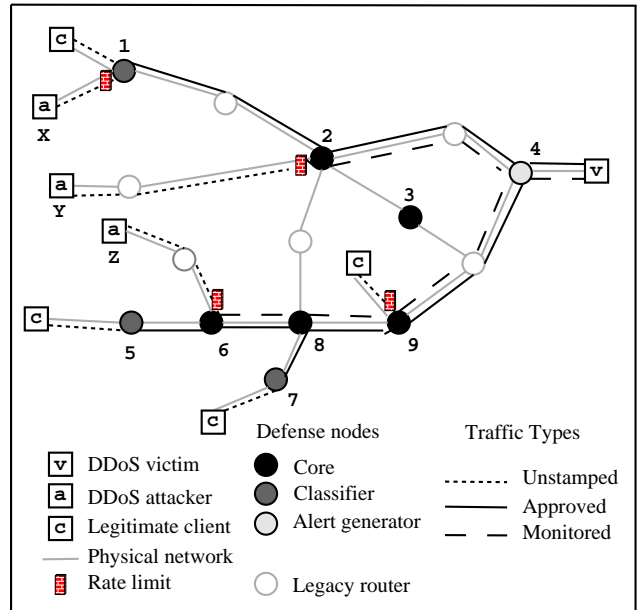 c
1
a
X
2
4
v
a
Y
3
a
Z
c
c
5
6
8
9
7
c
Defense nodes
Traffic Types
v DDoS victim
Core
a DDoS attacker
Classifier
Unstamped
c Legitimate client
Alert generator
Approved
Physical network
Monitored
Rate limit
Legacy router